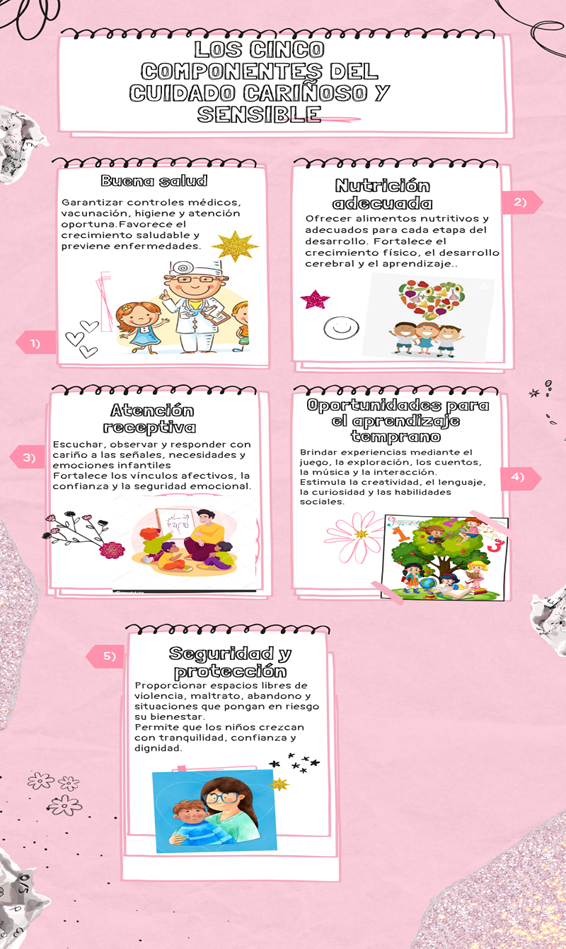 LOS CINCO
COMPONENTES DEL
CUIDADO CARIÑOSO Y
SENSIBLE
Buena salud
Garantizar controles médicos,
vacunación, higiene y atención
oportuna.Favorece el
crecimiento saludable y
previene enfermedades.
1)
Nutrición
adecuada
2)
Ofrecer alimentos nutritivos y
adecuados para cada etapa del
desarrollo. Fortalece el
crecimiento físico, el desarrollo
cerebral y el aprendizaje..
Atención
receptiva
3)
Escuchar, observar y responder con
cariño a las señales, necesidades y
emociones infantiles
Fortalece los vínculos afectivos, la
confianza y la seguridad emocional.
Oportunidades para
el aprendizaje
temprano
Brindar experiencias mediante el
juego, la exploración, los cuentos,
la música y la interacción.
4)
Estimula la creatividad, el lenguaje,
la curiosidad y las habilidades
sociales.
1
2
3
5)
Seguridad y
protección
Proporcionar espacios libres de
violencia, maltrato, abandono y
situaciones que pongan en riesgo
su bienestar.
Permite que los niños crezcan
con tranquilidad, confianza y
dignidad.